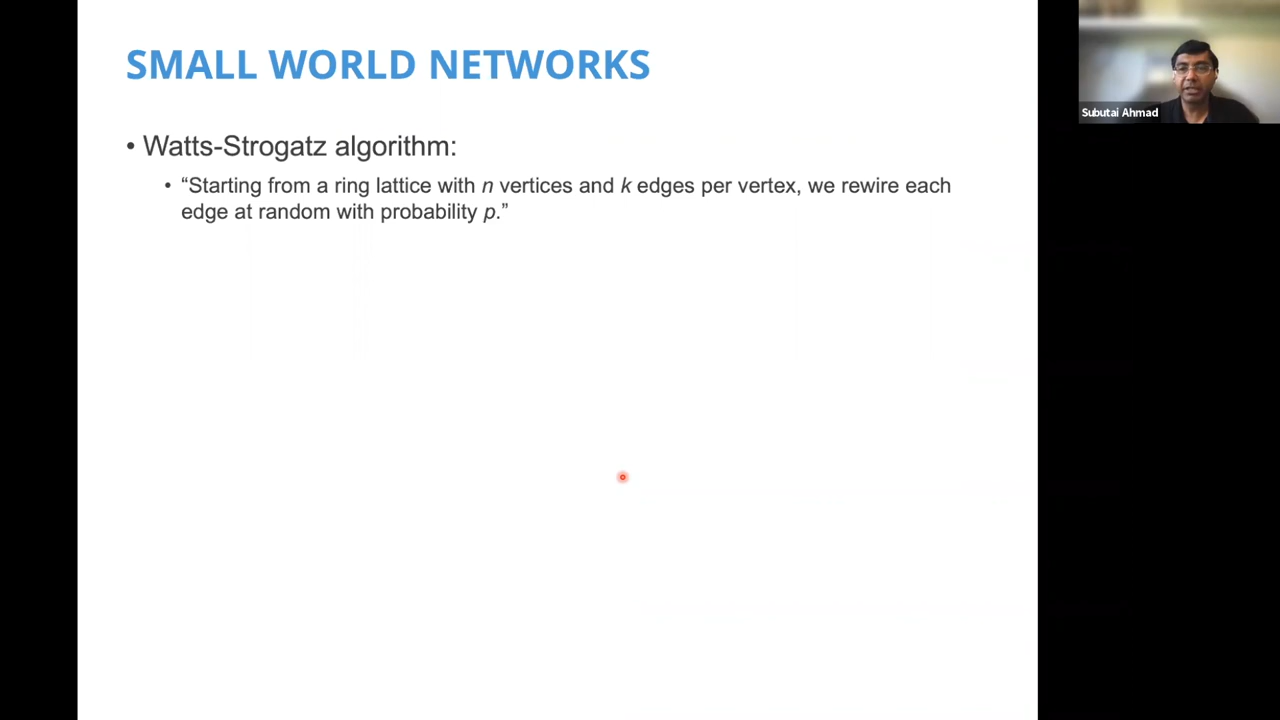 SMALL WORLD NETWORKS
• Watts-Strogatz algorithm:
• “Starting from a ring lattice with n vertices and k edges per vertex, we rewire each
edge at random with probability p.”
Subutai Ahmad